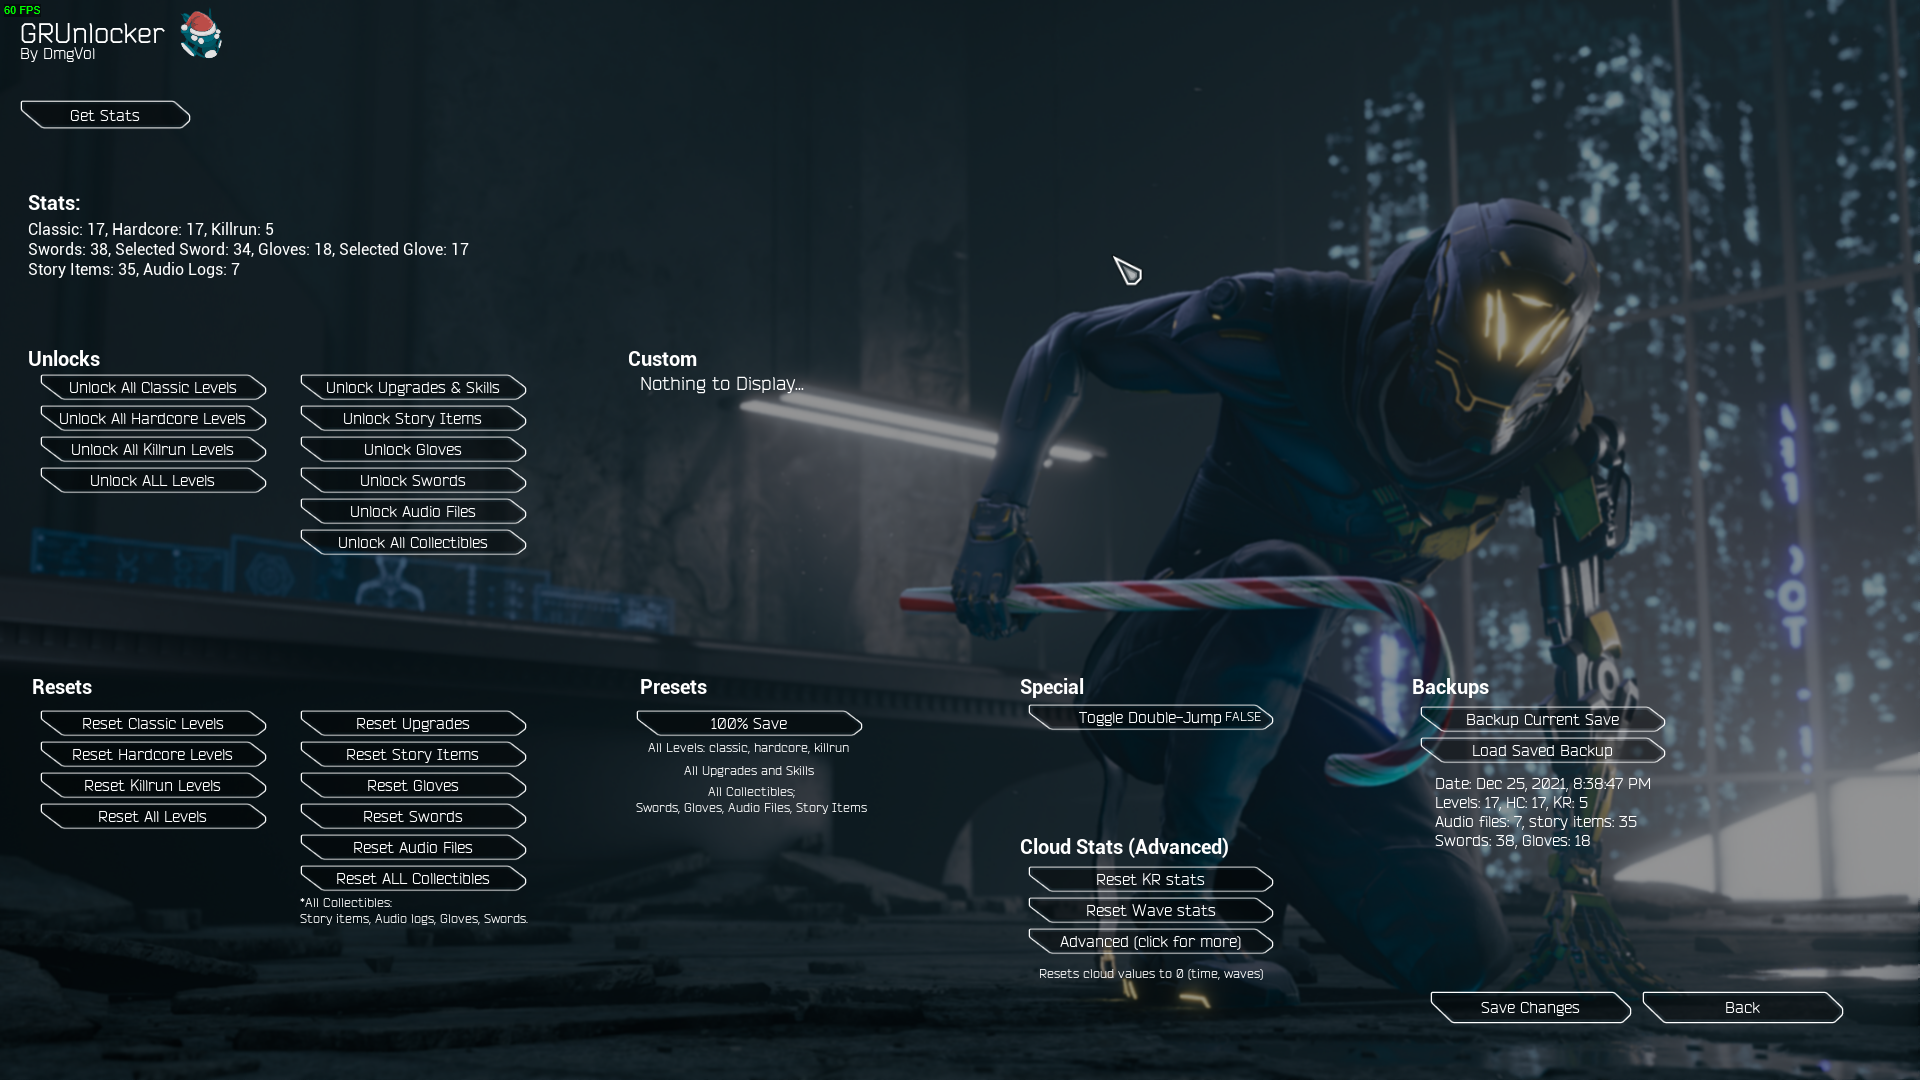 60 FPS
GRUnlocker
By DmgVol
Get Stats
Stats:
Classic: 17, Hardcore: 17, Killrun: 5
Swords: 38, Selected Sword: 34, Gloves: 18, Selected Glove: 17
Story Items: 35, Audio Logs: 7
Unlocks
Unlock All Classic Levels
Unlock All Hardcore Levels
Unlock All Killrun Levels
Unlock ALL Levels
Unlock Upgrades & Skills
Unlock Story Items
Unlock Gloves
Unlock Swords
Unlock Audio Files
Unlock All Collectibles
Custom
Nothing to Display...
Resets
Reset Classic Levels
Reset Hardcore Levels
Reset Killrun Levels
Reset All Levels
Reset Upgrades
Reset Story Items
Reset Gloves
Reset Swords
Reset Audio Files
Reset ALL Collectibles
*All Collectibles:
Story items, Audio logs, Gloves, Swords.
Presets
100% Save
All Levels: classic, hardcore, killrun
All Upgrades and Skills
All Collectibles;
Swords, Gloves, Audio Files, Story Items
Special
Toggle Double-Jump FALSE
Cloud Stats (Advanced)
Reset KR stats
Reset Wave stats
Advanced (click for more)
Resets cloud values to 0 (time, waves)
Backups
Backup Current Save
Load Saved Backup
Date: Dec 25, 2021, 8:38:47 PM
Levels: 17, HC: 17, KR: 5
Audio files: 7, story items: 35
Swords: 38, Gloves: 18
Save Changes
Back